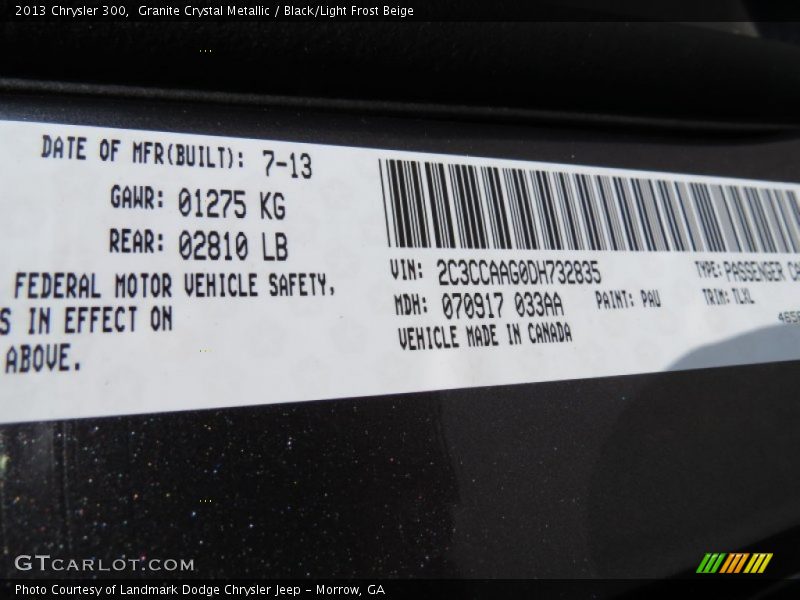 2013 Chrysler 300,  Granite Crystal Metallic / Black/Light Frost Beige
DATE OF MFR(BUILT): 7-13
GAWR: 01275 KG
REAR: 02810 LB
FEDERAL MOTOR VEHICLE SAFETY,
S IN EFFECT ON
ABOVE.
VIN: 2C3CCAAG0DH732835
TYPE: PASSENGER CA
MDH: 070917 033AA
PAINT: PAU
TRIM: TLXL
VEHICLE MADE IN CANADA
465
GTCARLOT.COM
Photo Courtesy of Landmark Dodge Chrysler Jeep – Morrow, GA